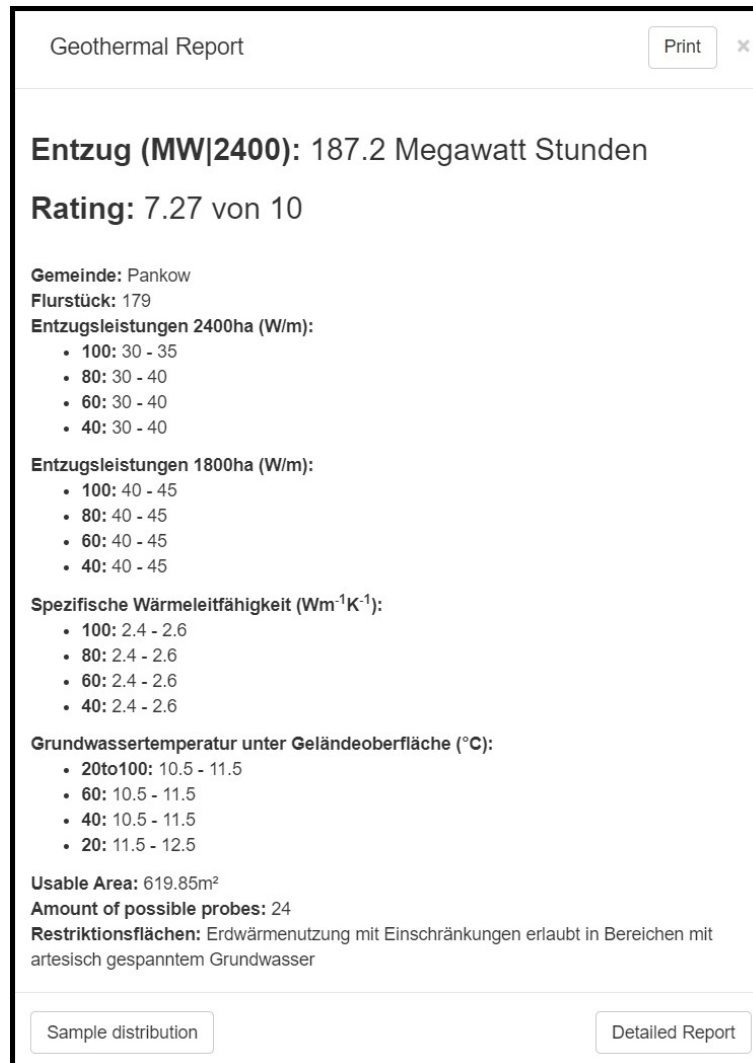 Geothermal Report
Print ×
Entzug (MW|2400): 187.2 Megawatt Stunden
Rating: 7.27 von 10
Gemeinde: Pankow
Flurstück: 179
Entzugsleistungen 2400ha (W/m):
• 100: 30 - 35
• 80: 30 - 40
• 60: 30 - 40
• 40: 30 - 40
Entzugsleistungen 1800ha (W/m):
• 100: 40 - 45
• 80: 40 - 45
• 60: 40 - 45
• 40: 40 - 45
Spezifische Wärmeleitfähigkeit (Wm⁻¹K⁻¹):
• 100: 2.4 - 2.6
• 80: 2.4 - 2.6
• 60: 2.4 - 2.6
• 40: 2.4 - 2.6
Grundwassertemperatur unter Geländeoberfläche (°C):
• 20to100: 10.5 - 11.5
• 60: 10.5 - 11.5
• 40: 10.5 - 11.5
• 20: 11.5 - 12.5
Usable Area: 619.85m²
Amount of possible probes: 24
Restriktionsflächen: Erdwärmenutzung mit Einschränkungen erlaubt in Bereichen mit
artesisch gespanntem Grundwasser
Sample distribution
Detailed Report